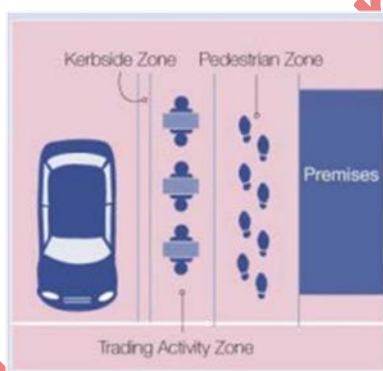 Kerbside Zone Pedestrian Zone
Premises
Trading Activity Zone